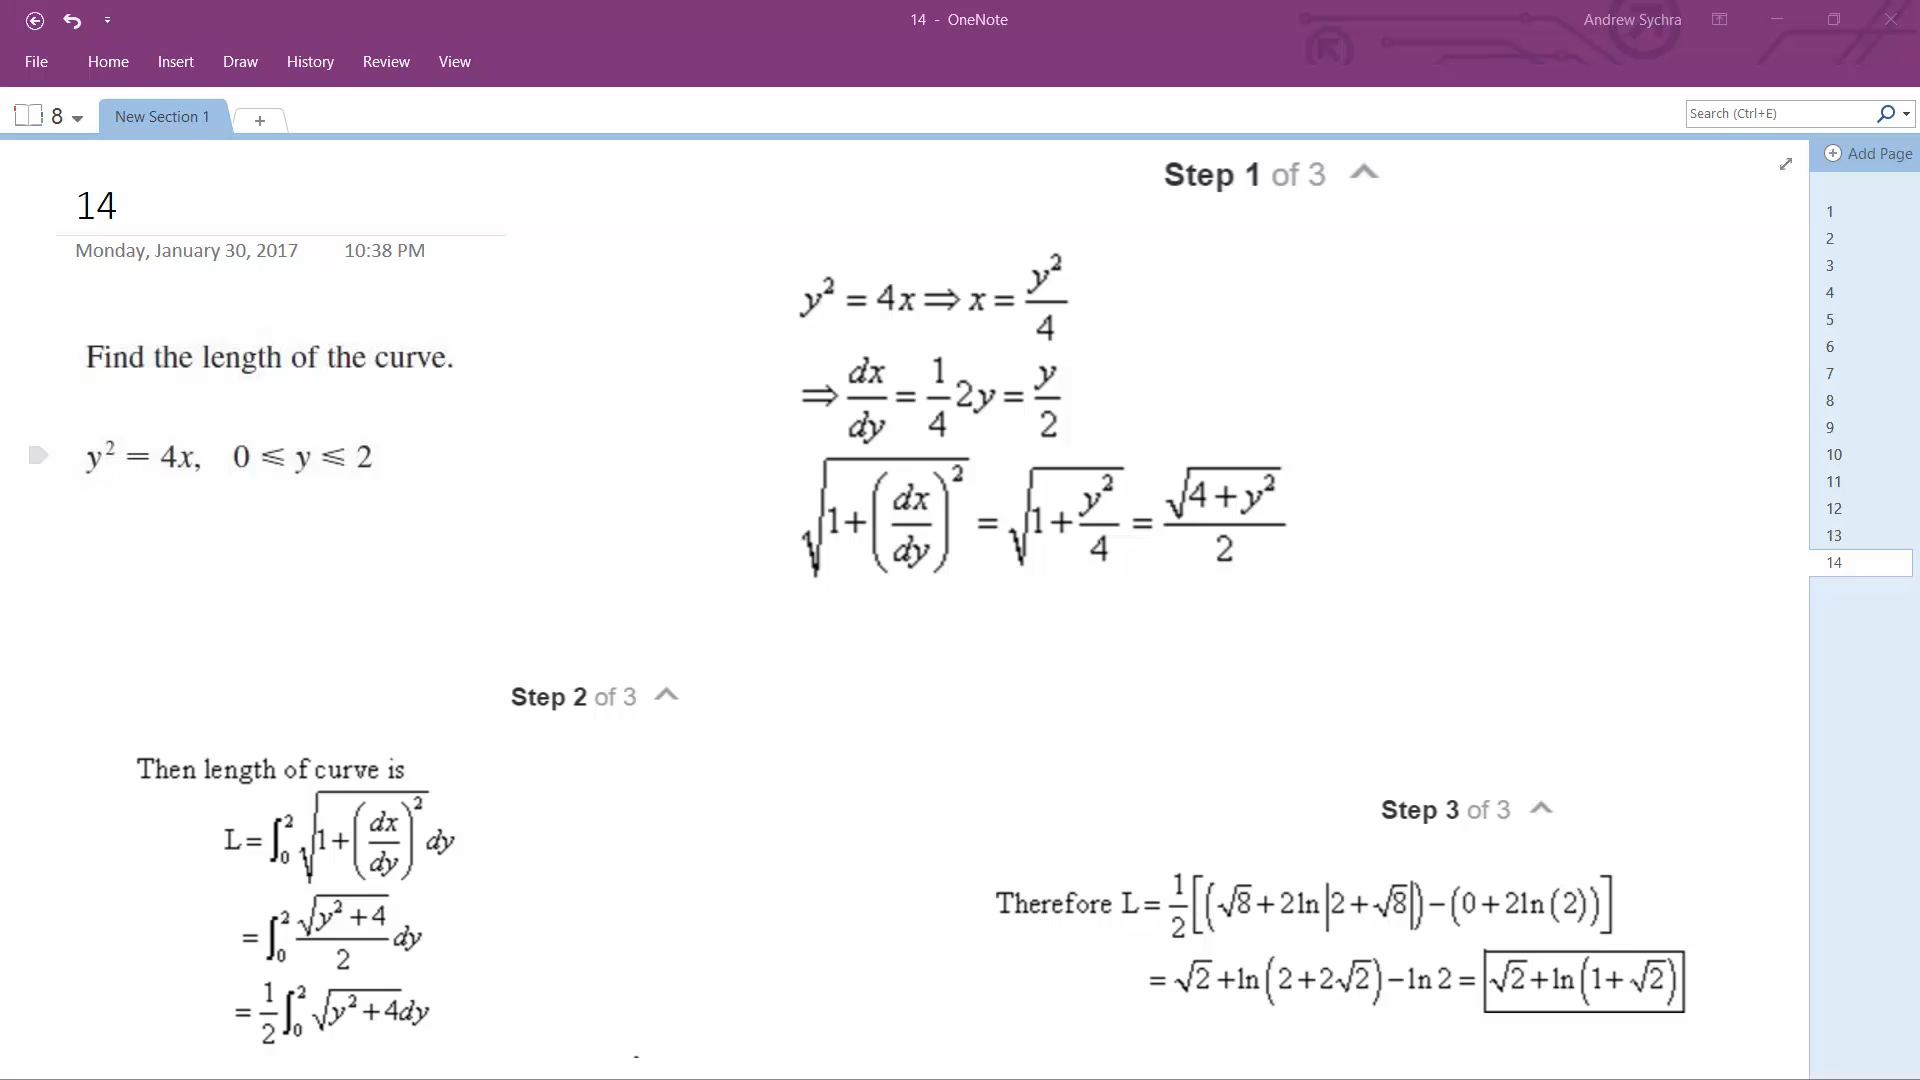 14 - OneNote
Andrew Sychra
File Home Insert Draw History Review View
8
New Section 1
+
Search (Ctrl+E)
Add Page
1
2
3
4
5
6
7
8
9
10
11
12
13
14
14
Monday, January 30, 2017 10:38 PM
Find the length of the curve.
y² = 4x, 0 ≤ y ≤ 2
Step 1 of 3
y² = 4x ⇒ x = y²/4
⇒ dx/dy = 1/4 2y = y/2
√(1+(dx/dy)²) = √(1+y²/4) = √(4+y²)/2
Step 2 of 3
Then length of curve is
L = ∫₀² √(1+(dx/dy)²) dy
= ∫₀² √(y²+4)/2 dy
= 1/2 ∫₀² √(y²+4) dy
Step 3 of 3
Therefore L = 1/2[(√8+2ln|2+√8|)−(0+2ln(2))]
= √2+ln(2+2√2)−ln2 = √2+ln(1+√2)